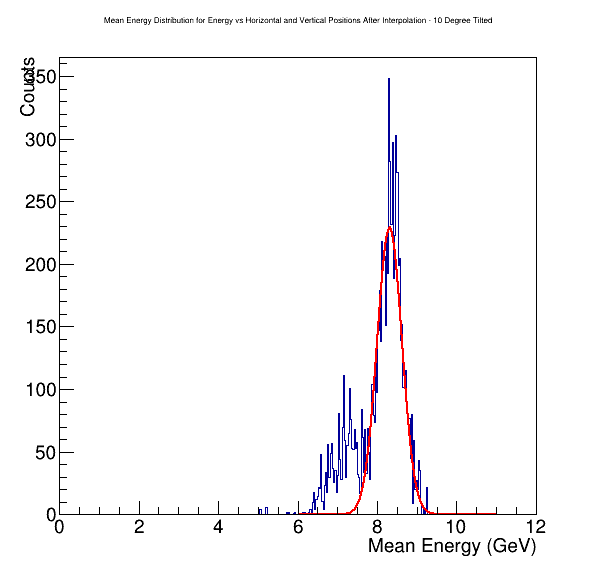 Mean Energy Distribution for Energy vs Horizontal and Vertical Positions After Interpolation - 10 Degree Tilted
Counts
350
300
250
200
150
100
50
0
0 2 4 6 8 10 12
Mean Energy (GeV)